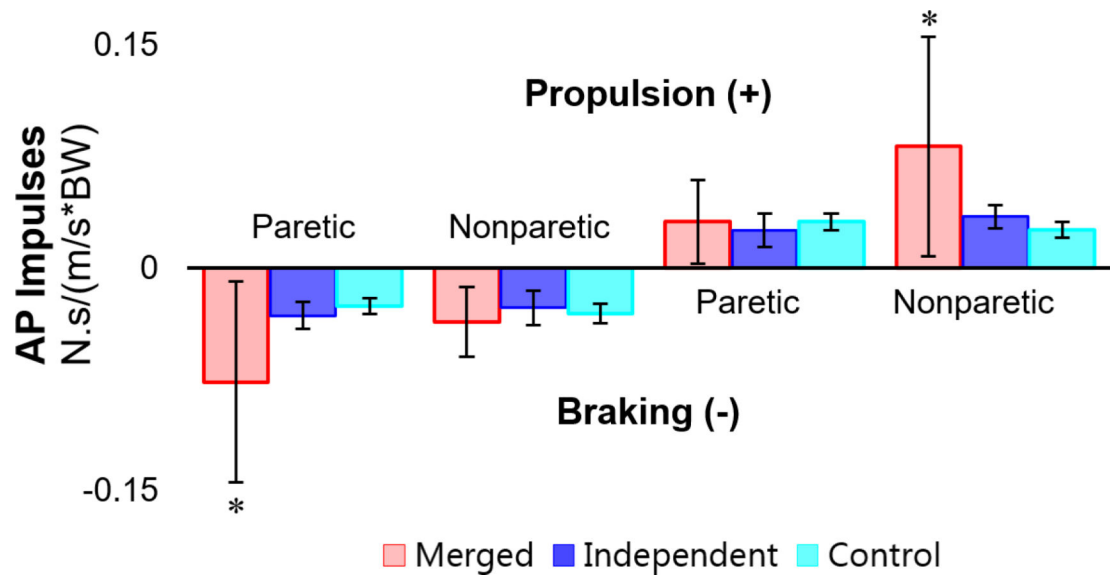 *
0.15
Propulsion (+)
AP Impulses
N.s/(m/s*BW)
Paretic
Nonparetic
0
Paretic
Nonparetic
Braking (-)
-0.15
*
Merged
Independent
Control